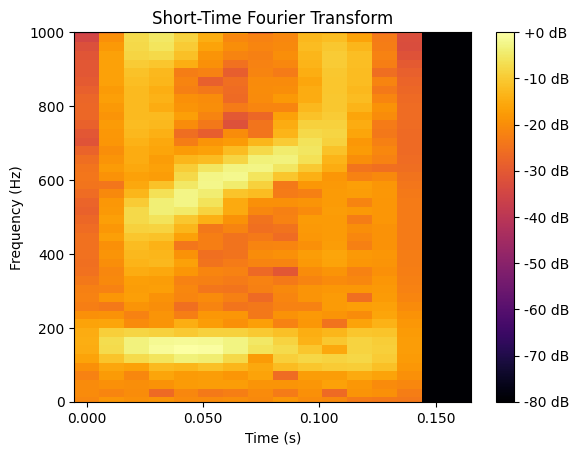 Short-Time Fourier Transform
1000
800
600
400
200
0
Frequency (Hz)
0.000
0.050
0.100
0.150
Time (s)
+0 dB
-10 dB
-20 dB
-30 dB
-40 dB
-50 dB
-60 dB
-70 dB
-80 dB